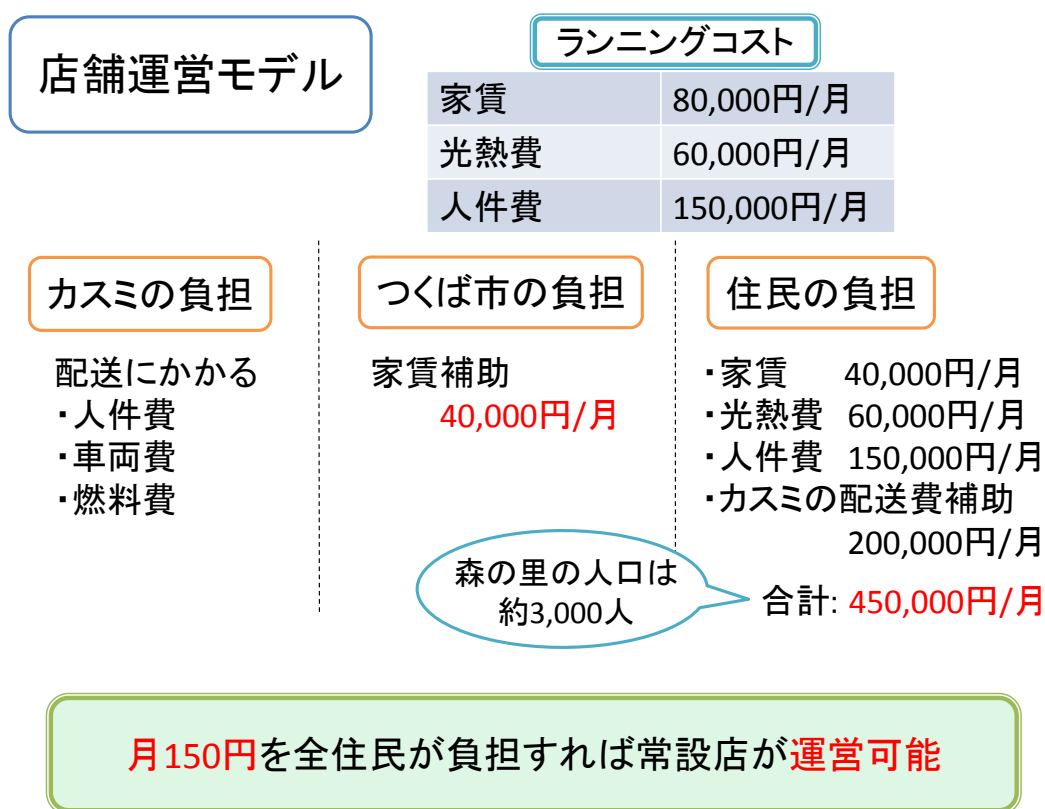 店舗運営モデル
ランニングコスト
家賃 80,000円/月
光熱費 60,000円/月
人件費 150,000円/月
カスミの負担
配送にかかる
・人件費
・車両費
・燃料費
つくば市の負担
家賃補助
40,000円/月
住民の負担
・家賃 40,000円/月
・光熱費 60,000円/月
・人件費 150,000円/月
・カスミの配送費補助
200,000円/月
森の里の人口は
約3,000人
合計: 450,000円/月
月150円を全住民が負担すれば常設店が運営可能